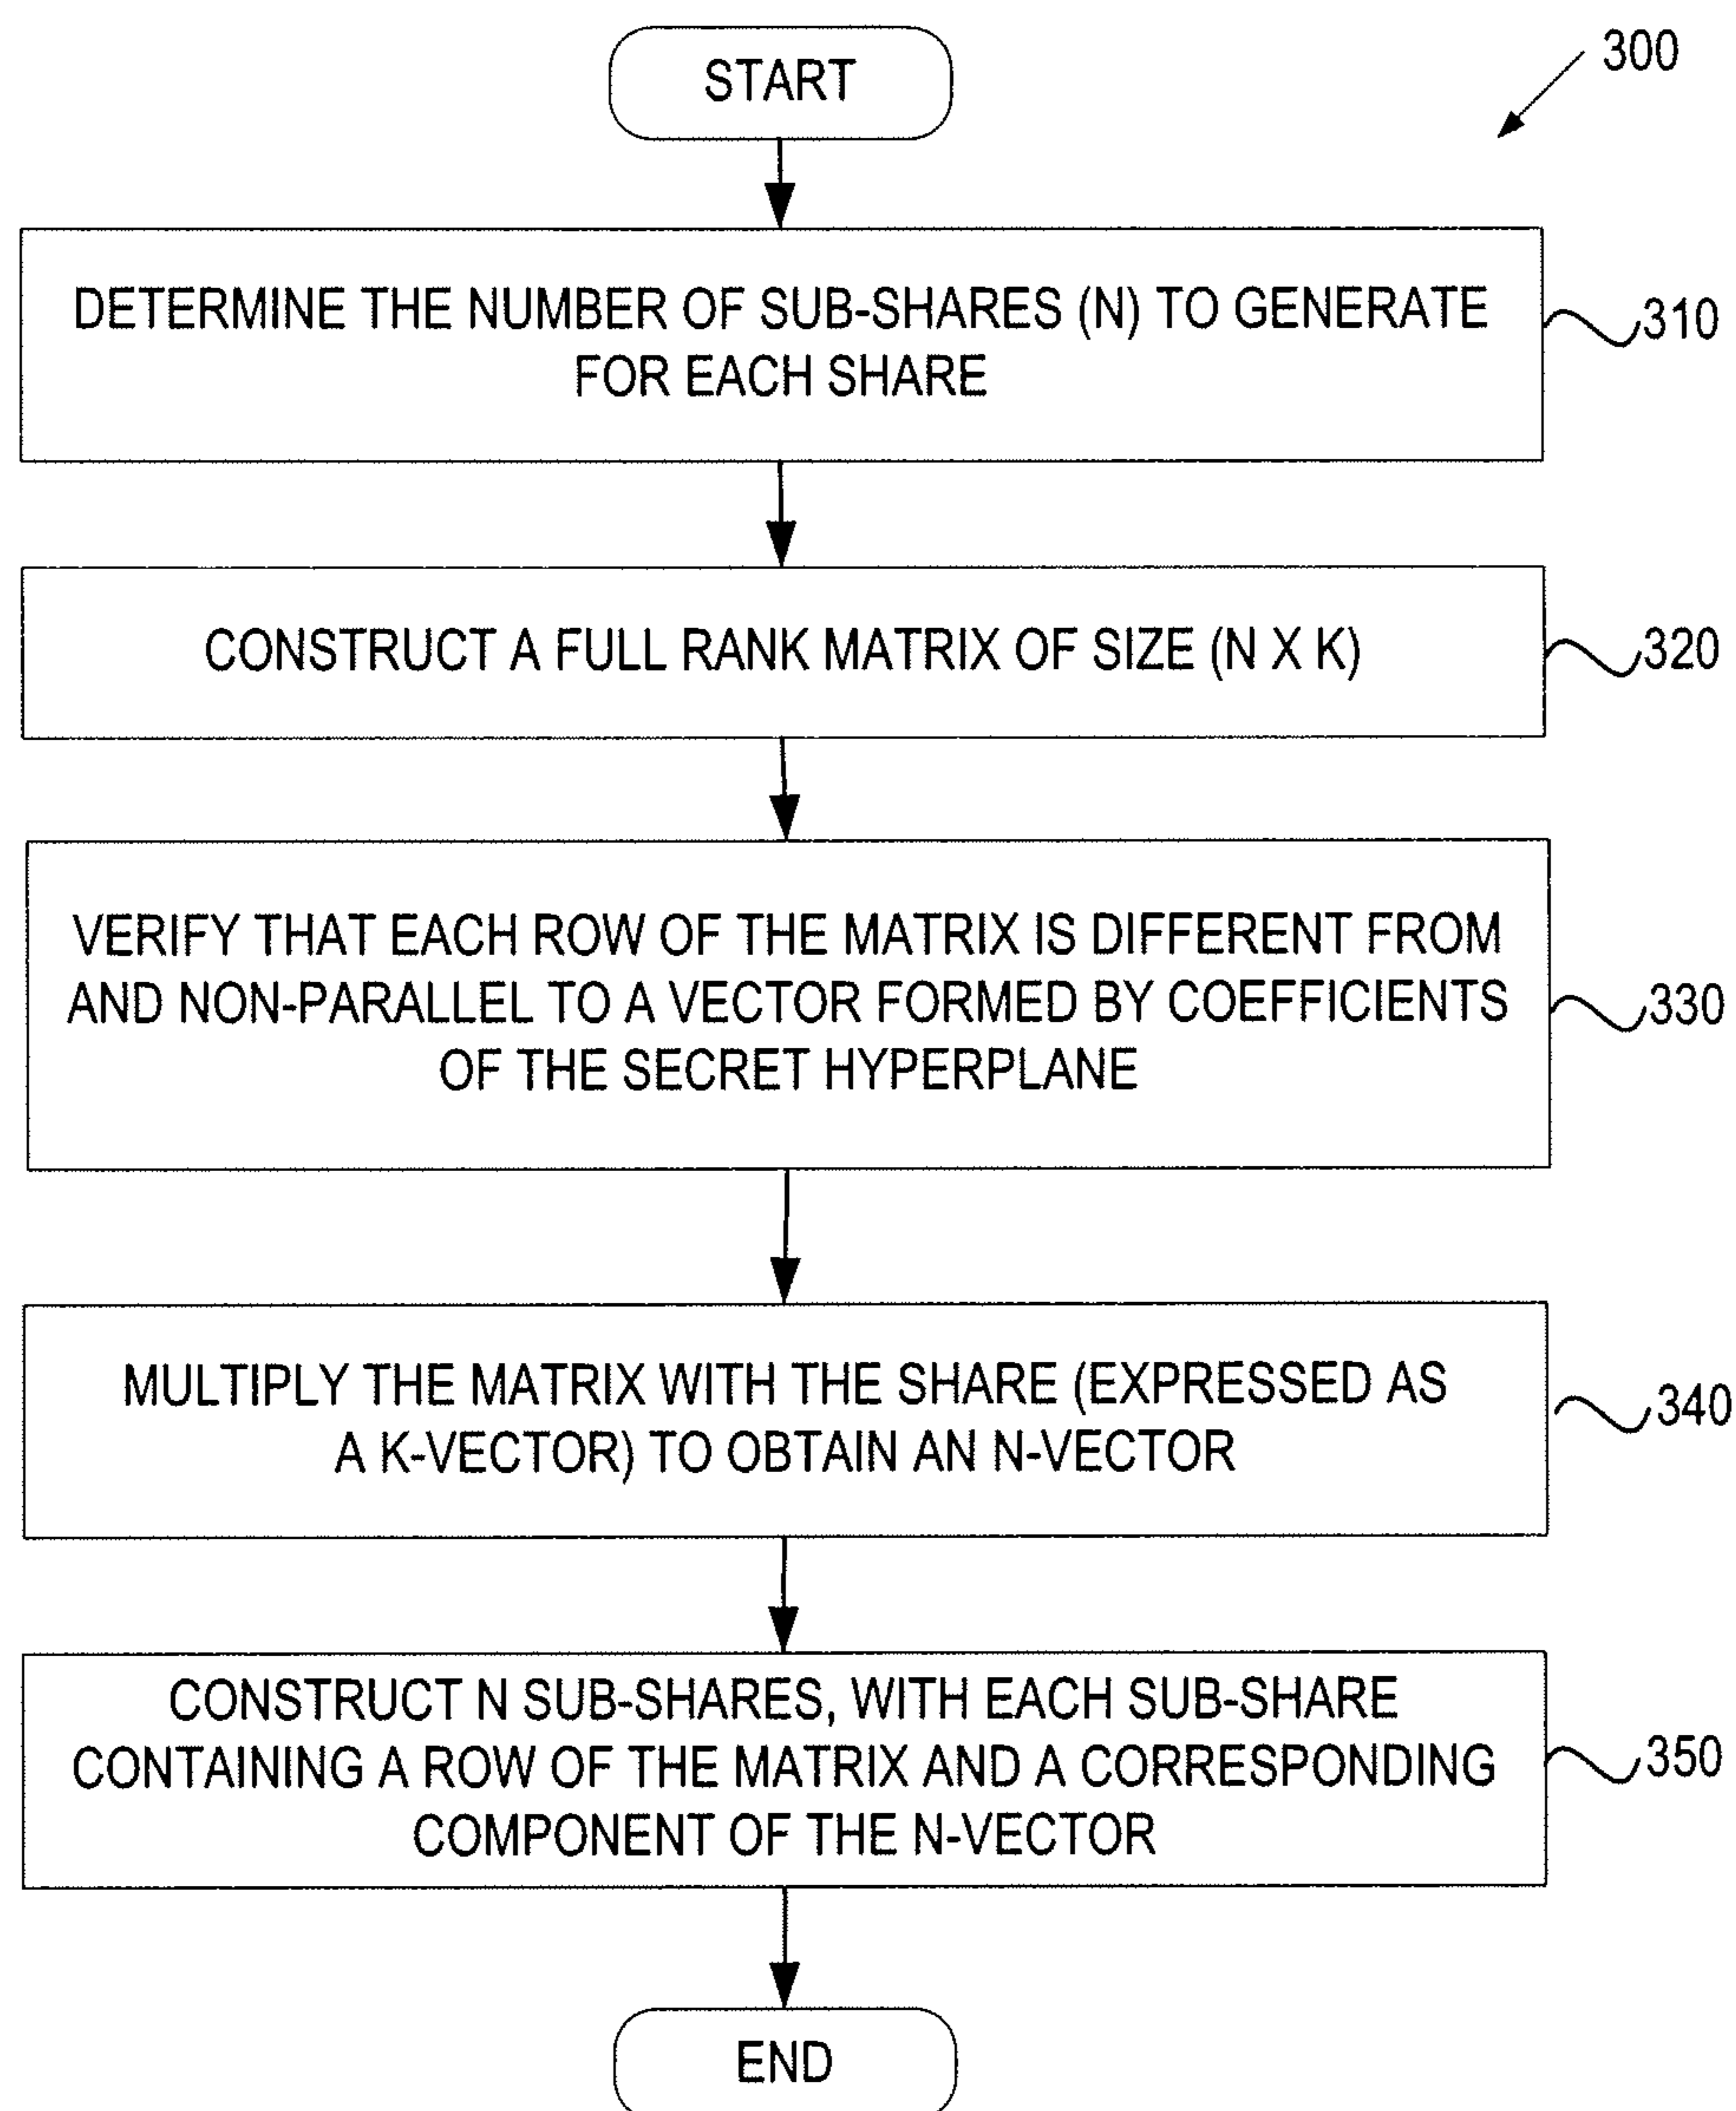 START
300
DETERMINE THE NUMBER OF SUB-SHARES (N) TO GENERATE
FOR EACH SHARE
310
CONSTRUCT A FULL RANK MATRIX OF SIZE (N X K)
320
VERIFY THAT EACH ROW OF THE MATRIX IS DIFFERENT FROM
AND NON-PARALLEL TO A VECTOR FORMED BY COEFFICIENTS
OF THE SECRET HYPERPLANE
330
MULTIPLY THE MATRIX WITH THE SHARE (EXPRESSED AS
A K-VECTOR) TO OBTAIN AN N-VECTOR
340
CONSTRUCT N SUB-SHARES, WITH EACH SUB-SHARE
CONTAINING A ROW OF THE MATRIX AND A CORRESPONDING
COMPONENT OF THE N-VECTOR
350
END